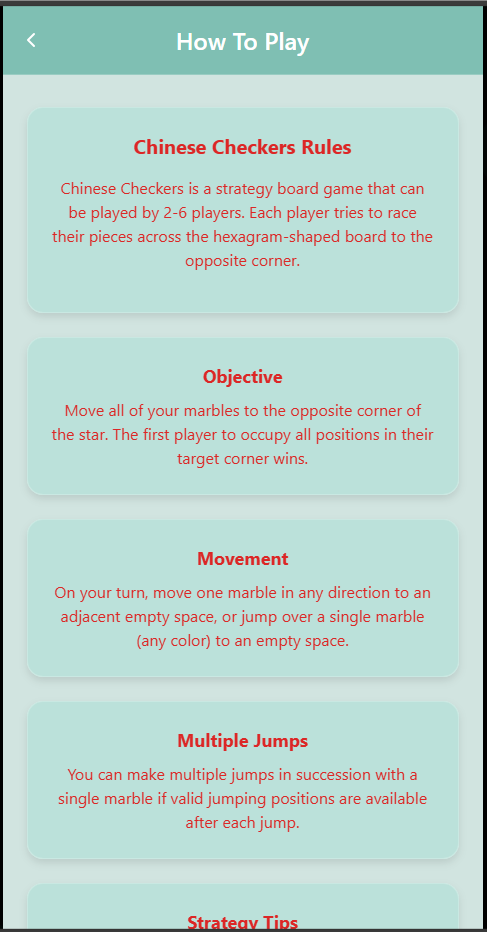 How To Play
Chinese Checkers Rules
Chinese Checkers is a strategy board game that can
be played by 2-6 players. Each player tries to race
their pieces across the hexagram-shaped board to the
opposite corner.
Objective
Move all of your marbles to the opposite corner of
the star. The first player to occupy all positions in their
target corner wins.
Movement
On your turn, move one marble in any direction to an
adjacent empty space, or jump over a single marble
(any color) to an empty space.
Multiple Jumps
You can make multiple jumps in succession with a
single marble if valid jumping positions are available
after each jump.
Strategy Tips